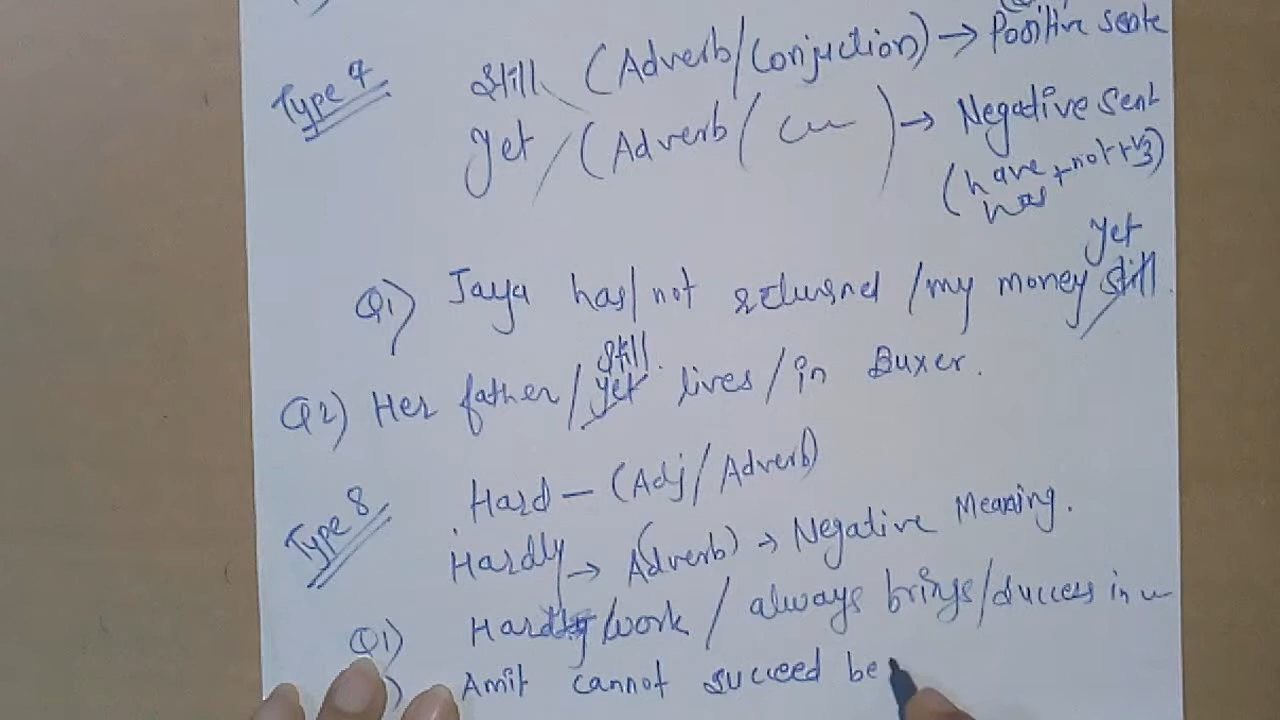 Type 7 Still (Adverb/Conjuction) → Positive sente
yet / (Adverb / ) → Negative sent
(have + not + V3)
has
yet
Q1) Jaya has/ not returned /my money still.
still
Q2) Her father / yet lives / in Buxer.
Type 8 Hard – (Adj / Adverb)
Hardly → (Adverb) → Negative Meaning.
Q1) Hardly work / always brings / success in
) Amit cannot succeed be